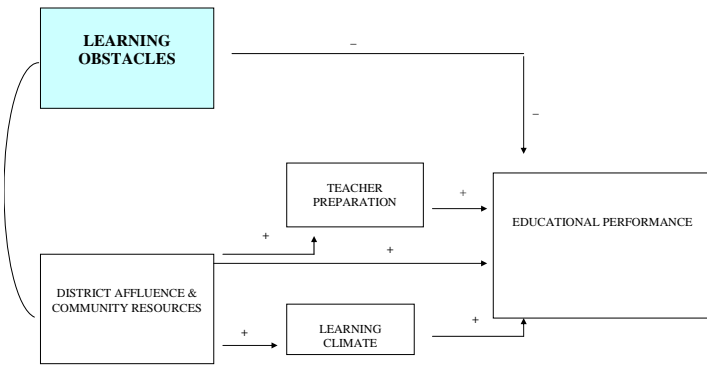 LEARNING
OBSTACLES
–
–
TEACHER
PREPARATION
+
EDUCATIONAL PERFORMANCE
+
+
DISTRICT AFFLUENCE &
COMMUNITY RESOURCES
+
LEARNING
CLIMATE
+